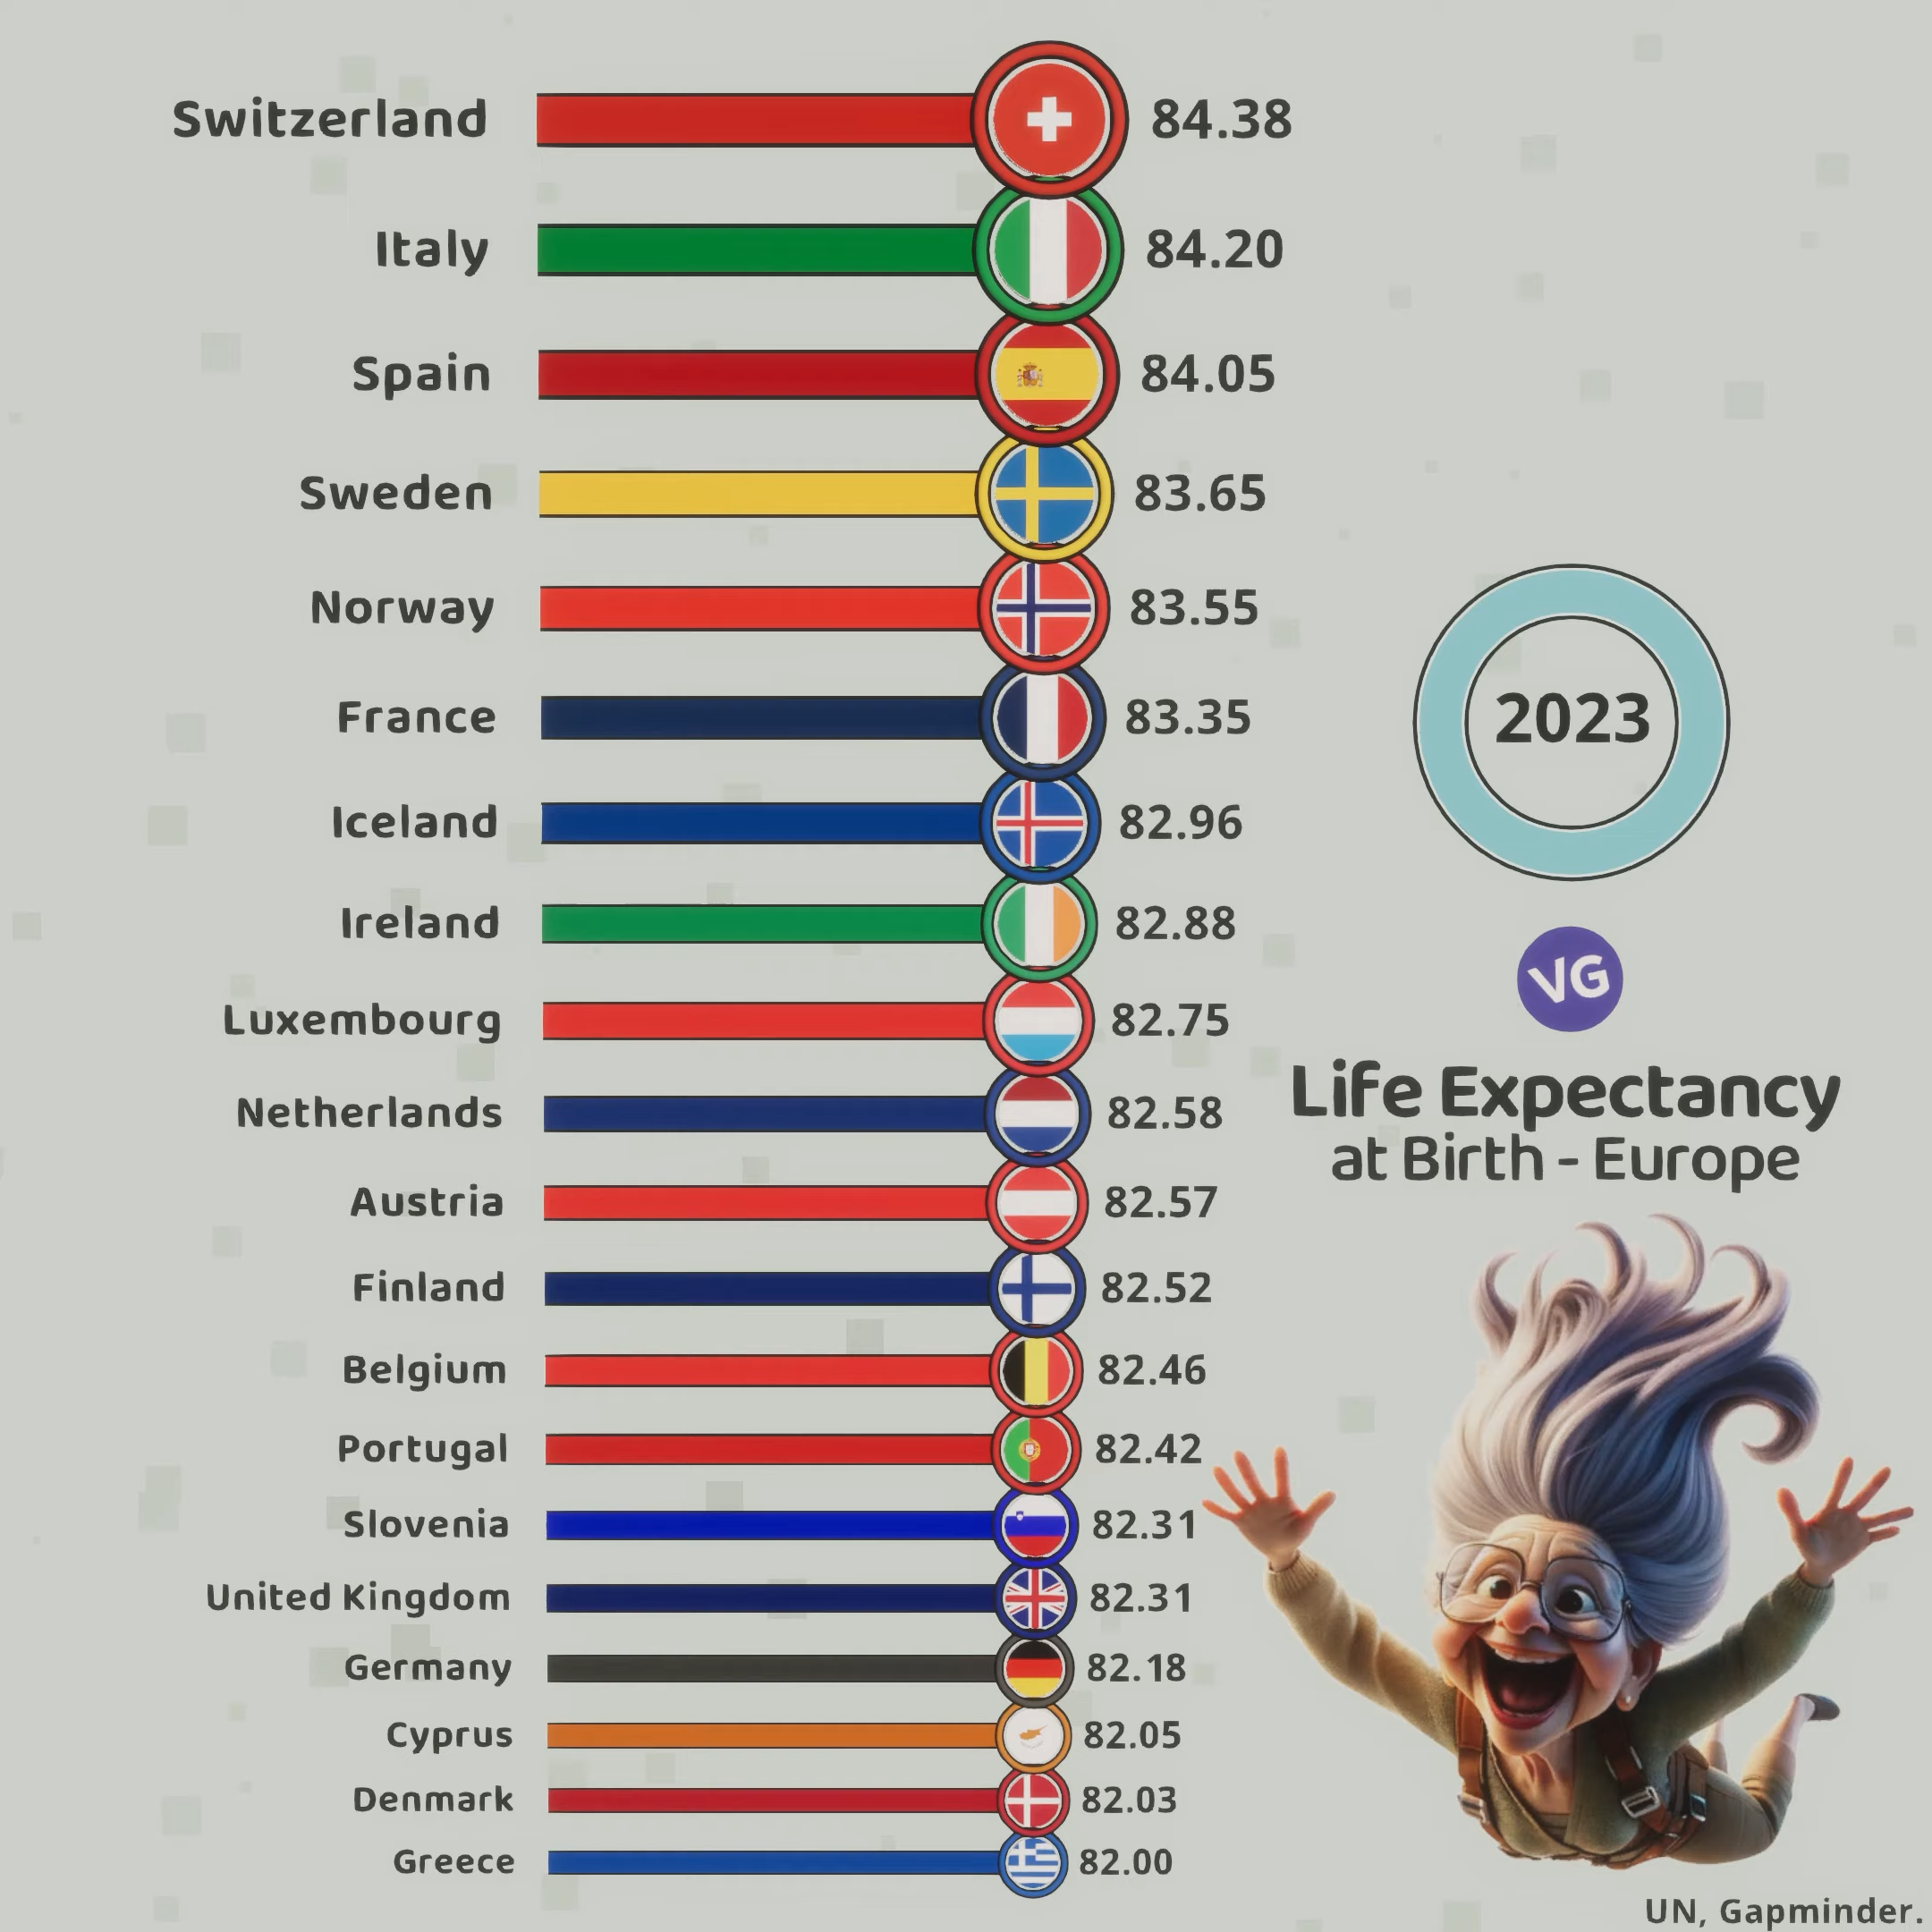 Switzerland 84.38
Italy 84.20
Spain 84.05
Sweden 83.65
Norway 83.55
France 83.35
Iceland 82.96
Ireland 82.88
Luxembourg 82.75
Netherlands 82.58
Austria 82.57
Finland 82.52
Belgium 82.46
Portugal 82.42
Slovenia 82.31
United Kingdom 82.31
Germany 82.18
Cyprus 82.05
Denmark 82.03
Greece 82.00
2023
VG
Life Expectancy
at Birth - Europe
UN, Gapminder.